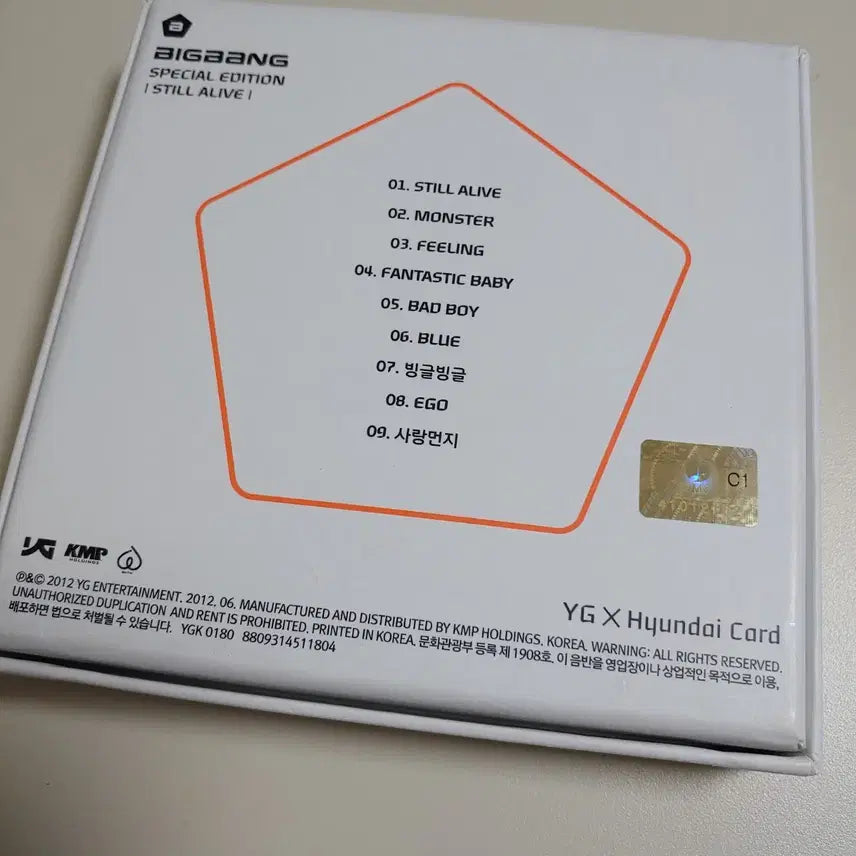 BIGBANG
SPECIAL EDITION
| STILL ALIVE |
01. STILL ALIVE
02. MONSTER
03. FEELING
04. FANTASTIC BABY
05. BAD BOY
06. BLUE
07. 빙글빙글
08. EGO
09. 사랑먼지
C1
YG KMP
HOLDINGS
YG X Hyundai Card
℗&© 2012 YG ENTERTAINMENT. 2012. 06. MANUFACTURED AND DISTRIBUTED BY KMP HOLDINGS. KOREA. WARNING: ALL RIGHTS RESERVED.
UNAUTHORIZED DUPLICATION AND RENT IS PROHIBITED. PRINTED IN KOREA. 문화관광부 등록 제 1908호. 이 음반을 영업장이나 상업적인 목적으로 이용,
배포하면 법으로 처벌될 수 있습니다. YGK 0180 8809314511804